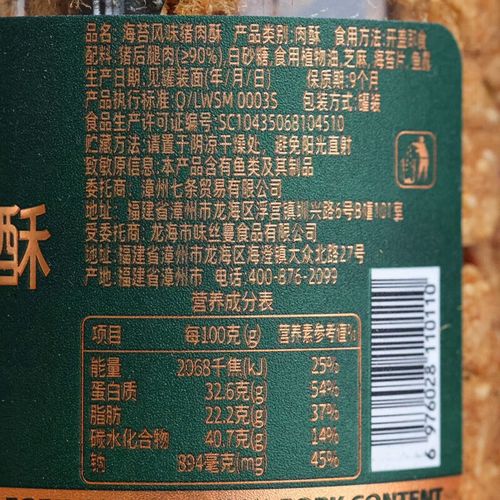 品名: 海苔风味猪肉酥 产品类别: 肉酥 食用方法: 开盖即食
配料: 猪后腿肉(≥90%), 白砂糖, 食用植物油, 芝麻, 海苔片, 鱼露
生产日期: 见罐装面(年/月/日) 保质期: 9个月
产品执行标准: Q/LWSM 0003S 包装方式: 罐装
食品生产许可证编号: SC10435068104510
贮藏方法: 请置于阴凉干燥处、避免阳光直射
致敏原信息: 本产品含有鱼类及其制品
委托商: 漳州七条贸易有限公司
地址: 福建省漳州市龙海区浮宫镇圳兴路6号B幢101室
受委托商: 龙海市味丝蔓食品有限公司
地址: 福建省漳州市龙海区海澄镇大众北路27号
产地: 福建省漳州市 电话: 400-876-2099
酥
营养成分表
项目 每100克(g) 营养素参考值%
能量 2068千焦(kJ) 25%
蛋白质 32.6克(g) 54%
脂肪 22.2克(g) 37%
碳水化合物 40.7克(g) 14%
钠 894毫克(mg) 45%
6 976028 110110
PORK CONTENT